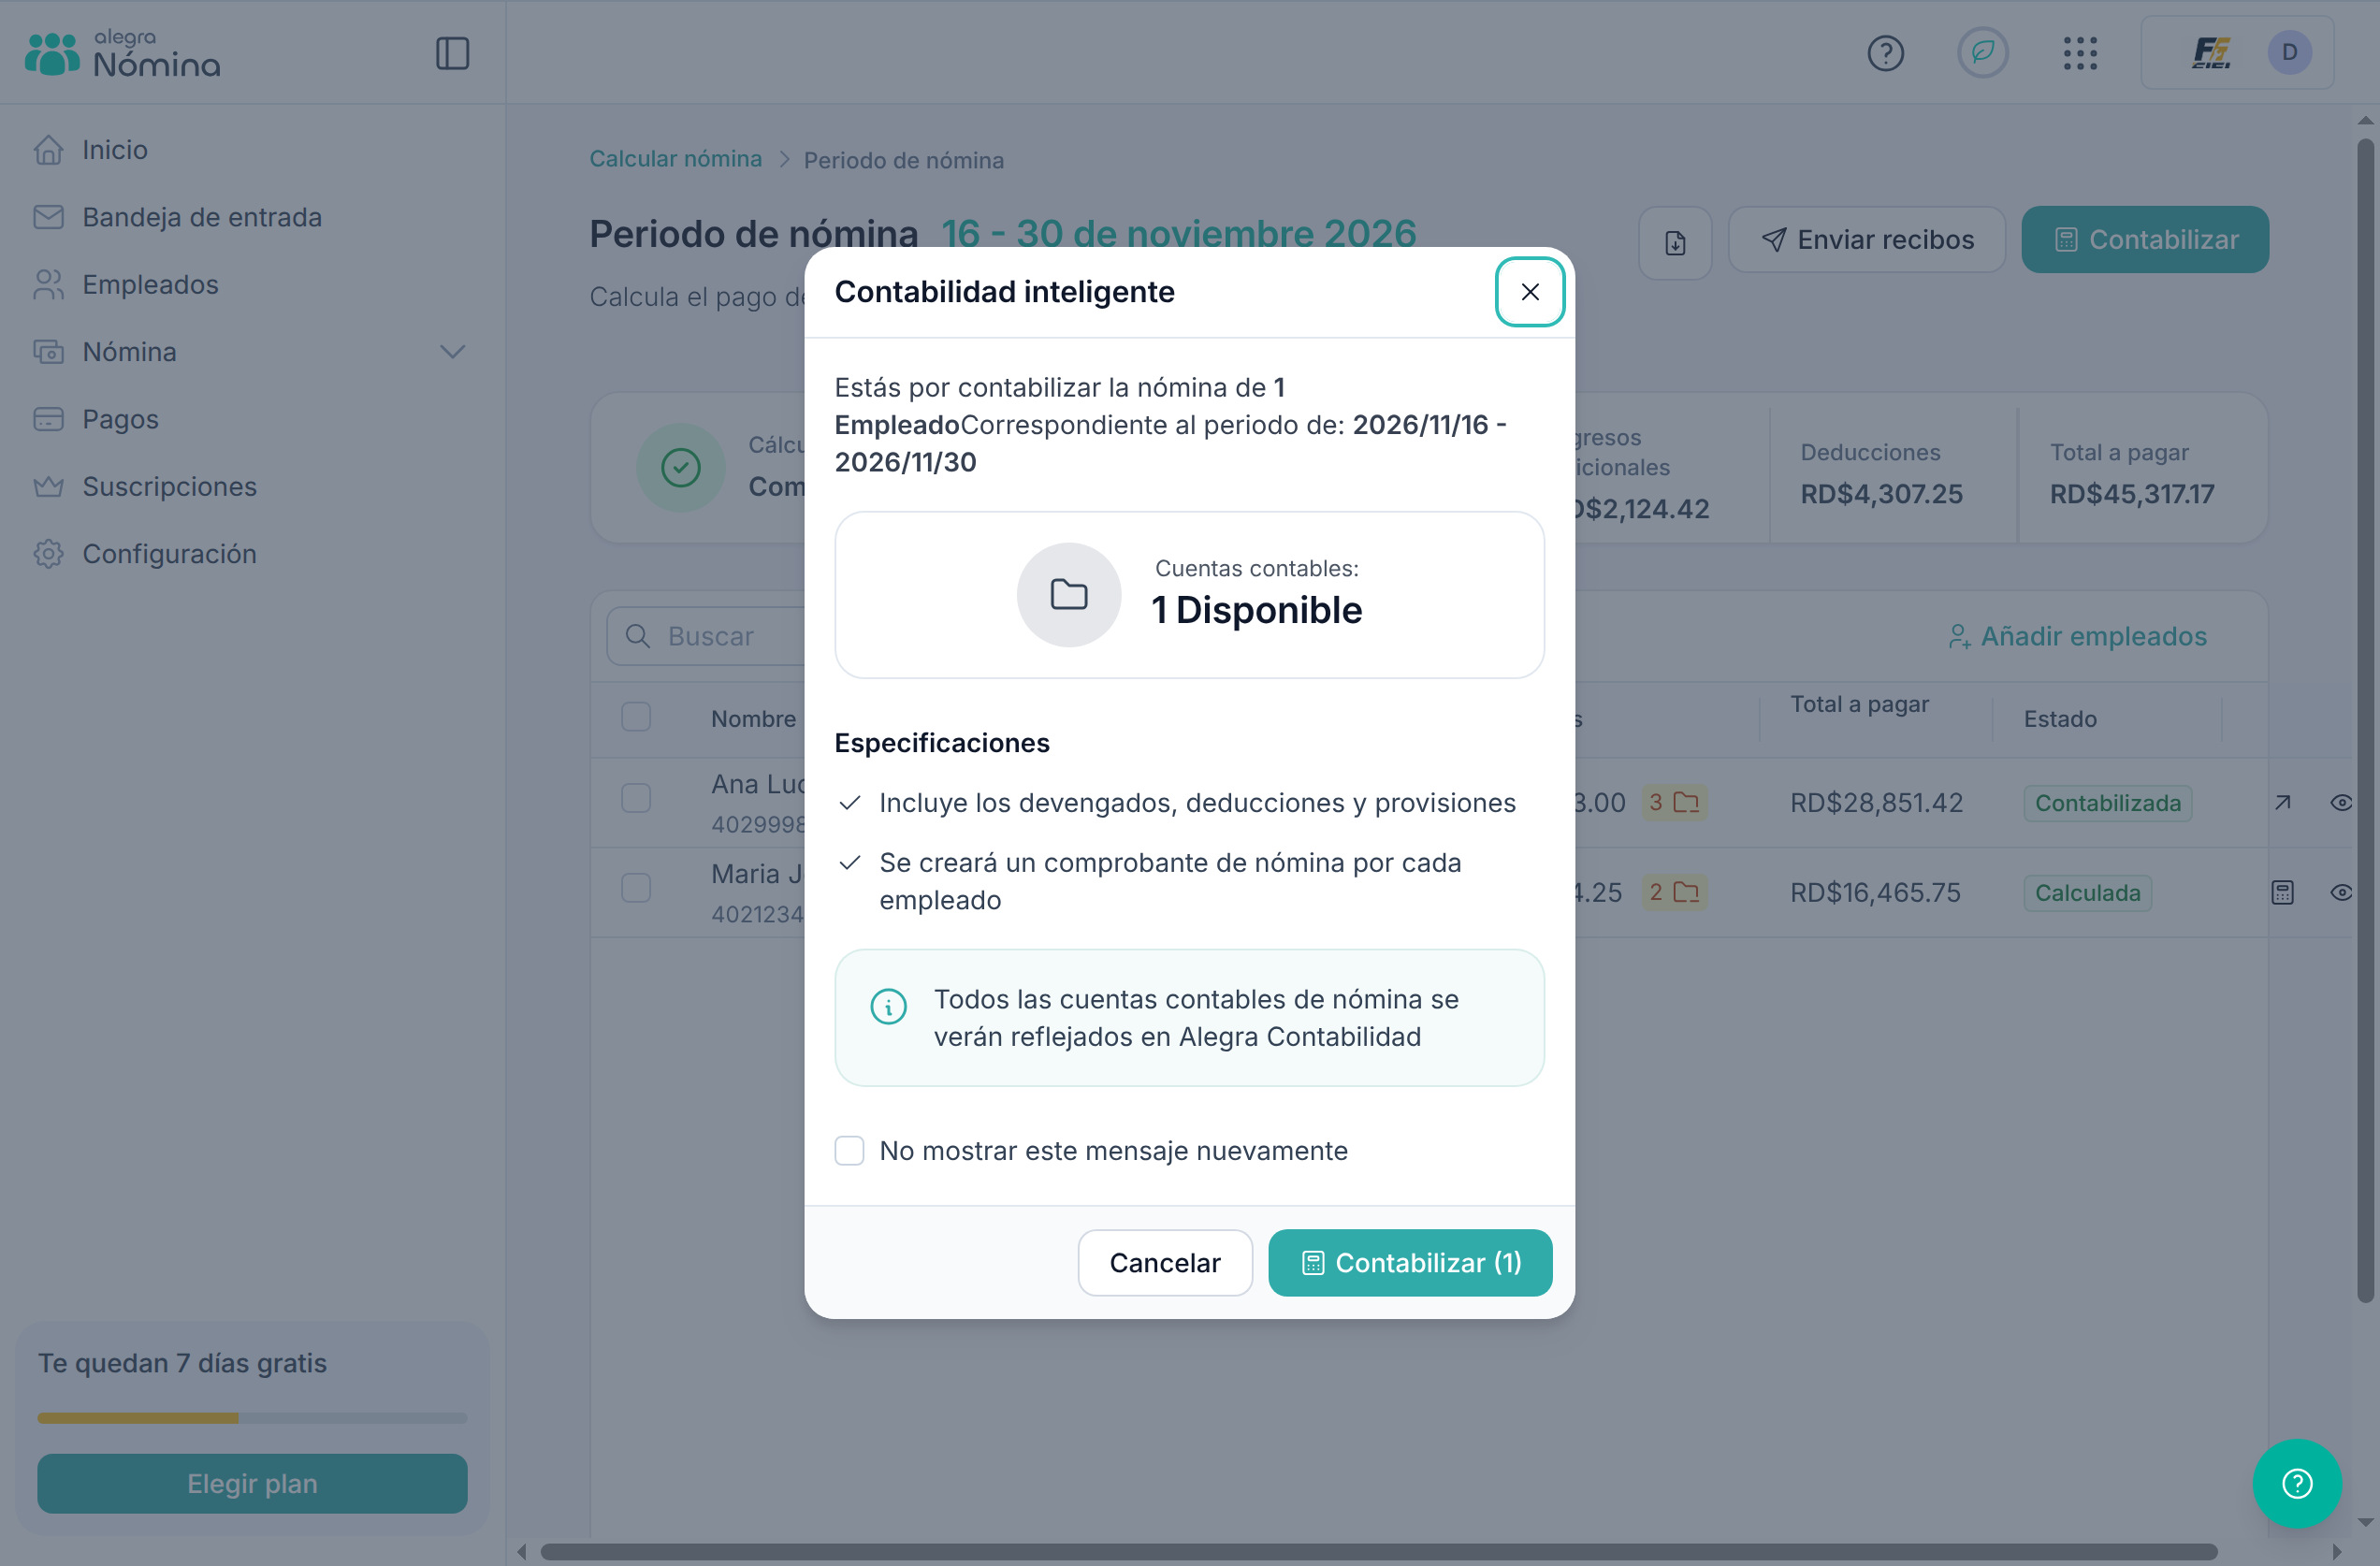 alegra
Nómina
D
Inicio
Bandeja de entrada
Empleados
Nómina
Pagos
Suscripciones
Configuración
Te quedan 7 días gratis
Elegir plan
Calcular nómina
Periodo de nómina
Periodo de nómina 16 - 30 de noviembre 2026
Calcula el pago
Enviar recibos
Contabilizar
Deducciones
RD$4,307.25
Total a pagar
RD$45,317.17
Buscar
Añadir empleados
Nombre
Total a pagar
Estado
Ana
3
RD$28,851.42
Contabilizada
Maria
2
RD$16,465.75
Calculada
Contabilidad inteligente
Estás por contabilizar la nómina de 1
EmpleadoCorrespondiente al periodo de: 2026/11/16 -
2026/11/30
Cuentas contables:
1 Disponible
Especificaciones
Incluye los devengados, deducciones y provisiones
Se creará un comprobante de nómina por cada
empleado
Todos las cuentas contables de nómina se
verán reflejados en Alegra Contabilidad
No mostrar este mensaje nuevamente
Cancelar
Contabilizar (1)